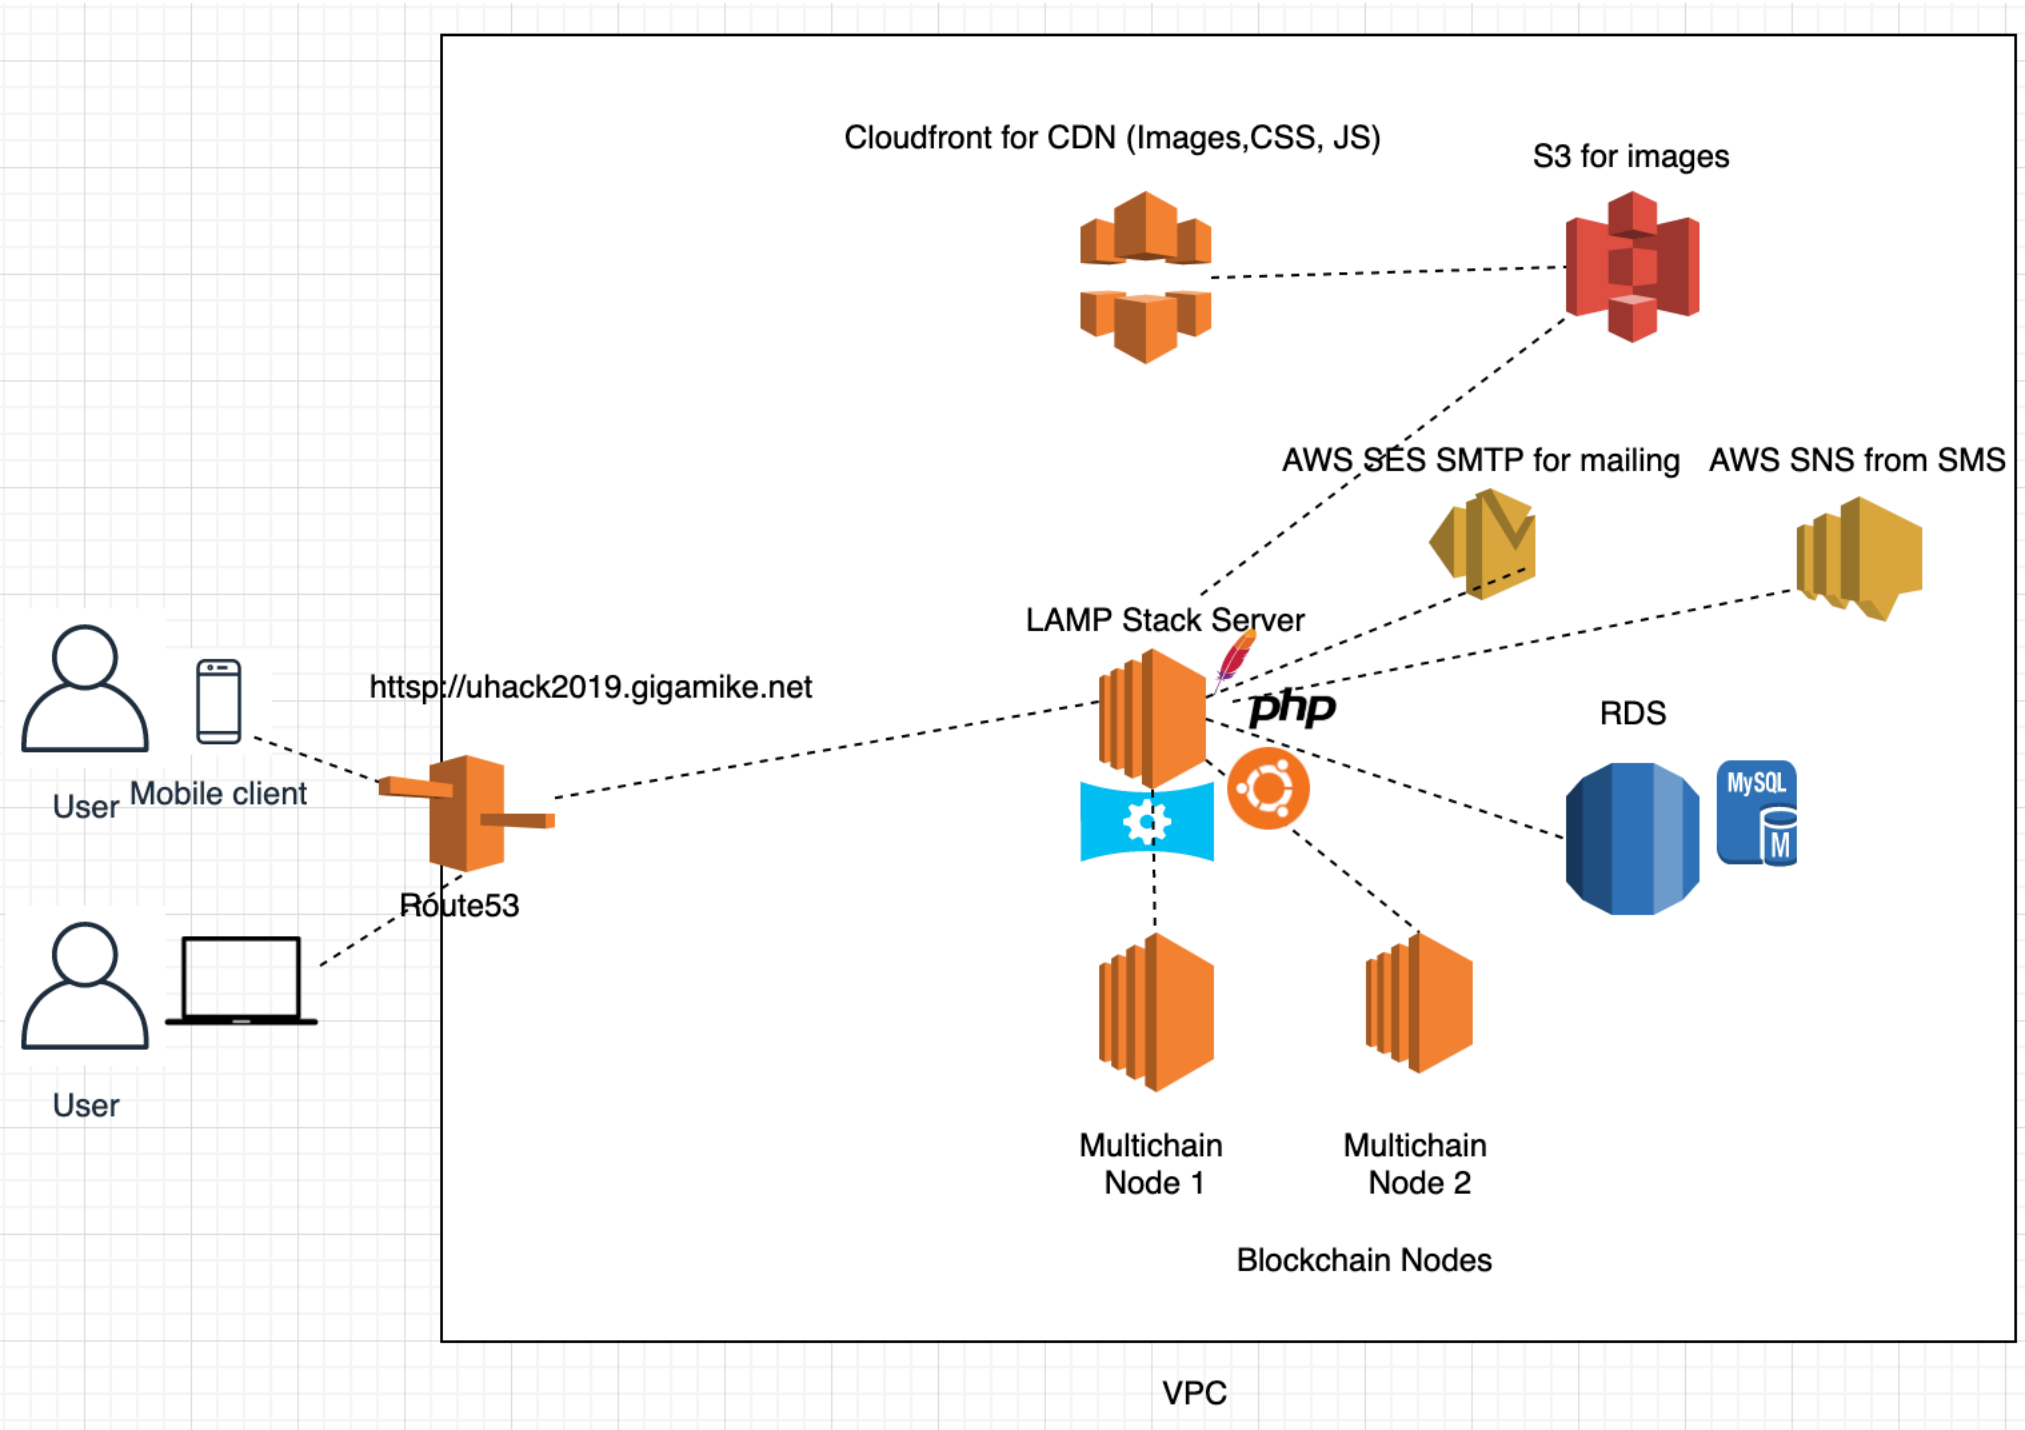 Cloudfront for CDN (Images,CSS, JS)
S3 for images
AWS SES SMTP for mailing
AWS SNS from SMS
LAMP Stack Server
httsp://uhack2019.gigamike.net
php
RDS
MySQL
M
User
Mobile client
Route53
User
Multichain
Node 1
Multichain
Node 2
Blockchain Nodes
VPC